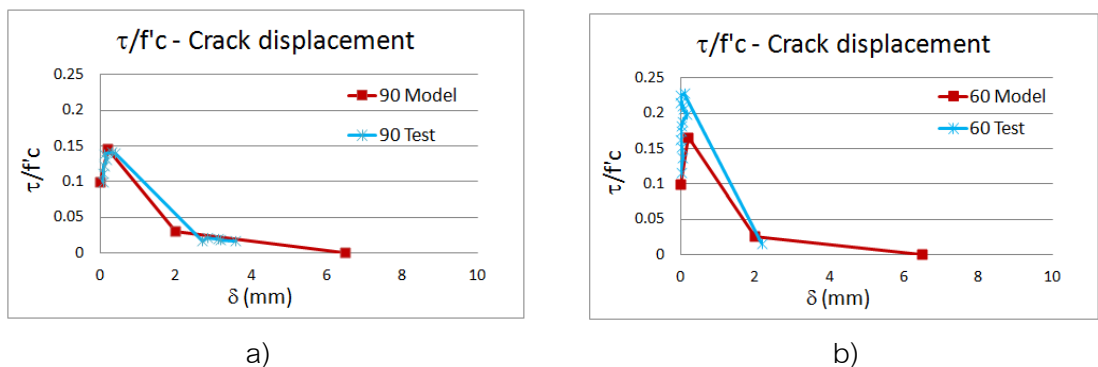 τ/f'c - Crack displacement
0.25
0.2
0.15
0.1
0.05
0
τ/f'c
90 Model
90 Test
0 2 4 6 8 10
δ (mm)
a)
τ/f'c - Crack displacement
0.25
0.2
0.15
0.1
0.05
0
τ/f'c
60 Model
60 Test
0 2 4 6 8 10
δ (mm)
b)